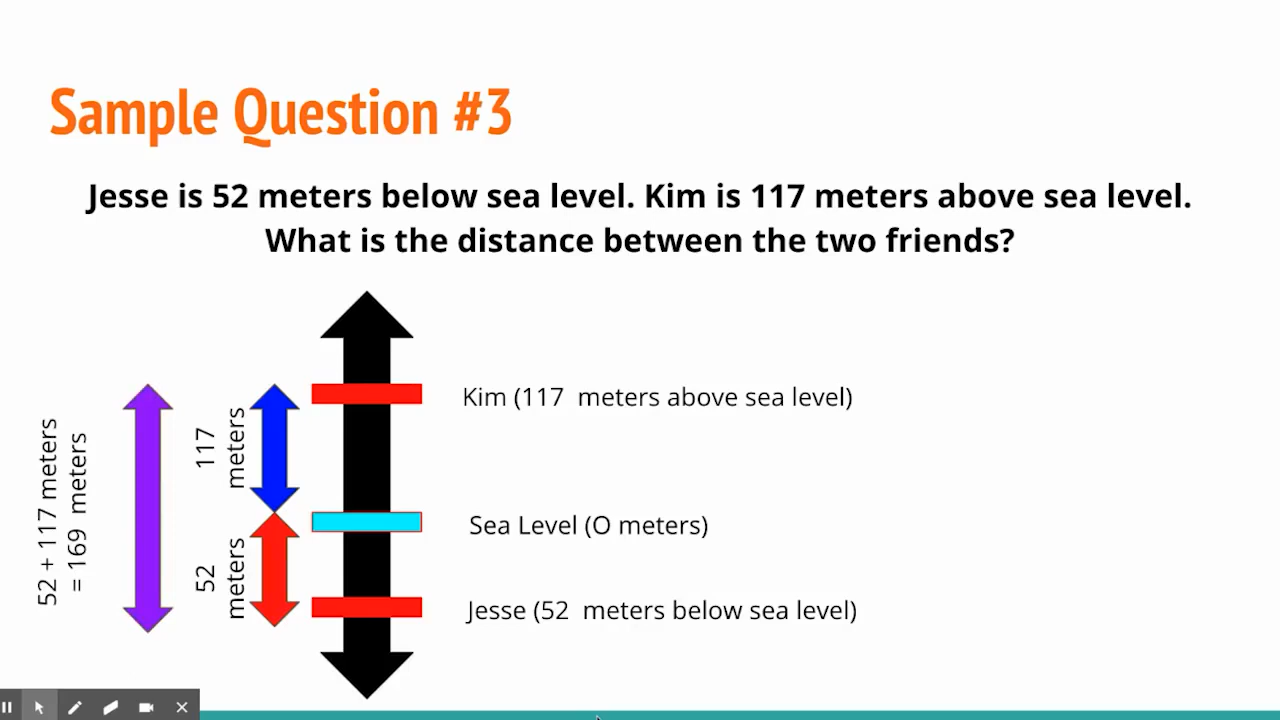 Sample Question #3
Jesse is 52 meters below sea level. Kim is 117 meters above sea level.
What is the distance between the two friends?
52 + 117 meters
= 169 meters
117
meters
52
meters
Kim (117 meters above sea level)
Sea Level (O meters)
Jesse (52 meters below sea level)